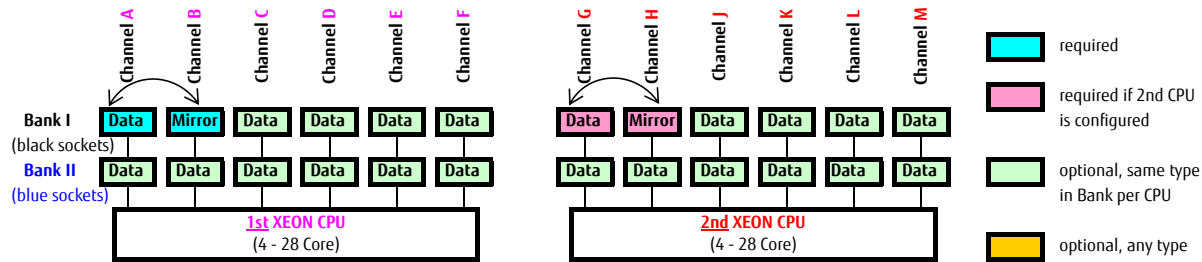 Channel A
Channel B
Channel C
Channel D
Channel E
Channel F
Channel G
Channel H
Channel J
Channel K
Channel L
Channel M
Bank I
(black sockets)
Data Mirror Data Data Data Data
Data Mirror Data Data Data Data
Bank II
(blue sockets)
Data Data Data Data Data Data
Data Data Data Data Data Data
1st XEON CPU
(4 - 28 Core)
2nd XEON CPU
(4 - 28 Core)
required
required if 2nd CPU
is configured
optional, same type
in Bank per CPU
optional, any type